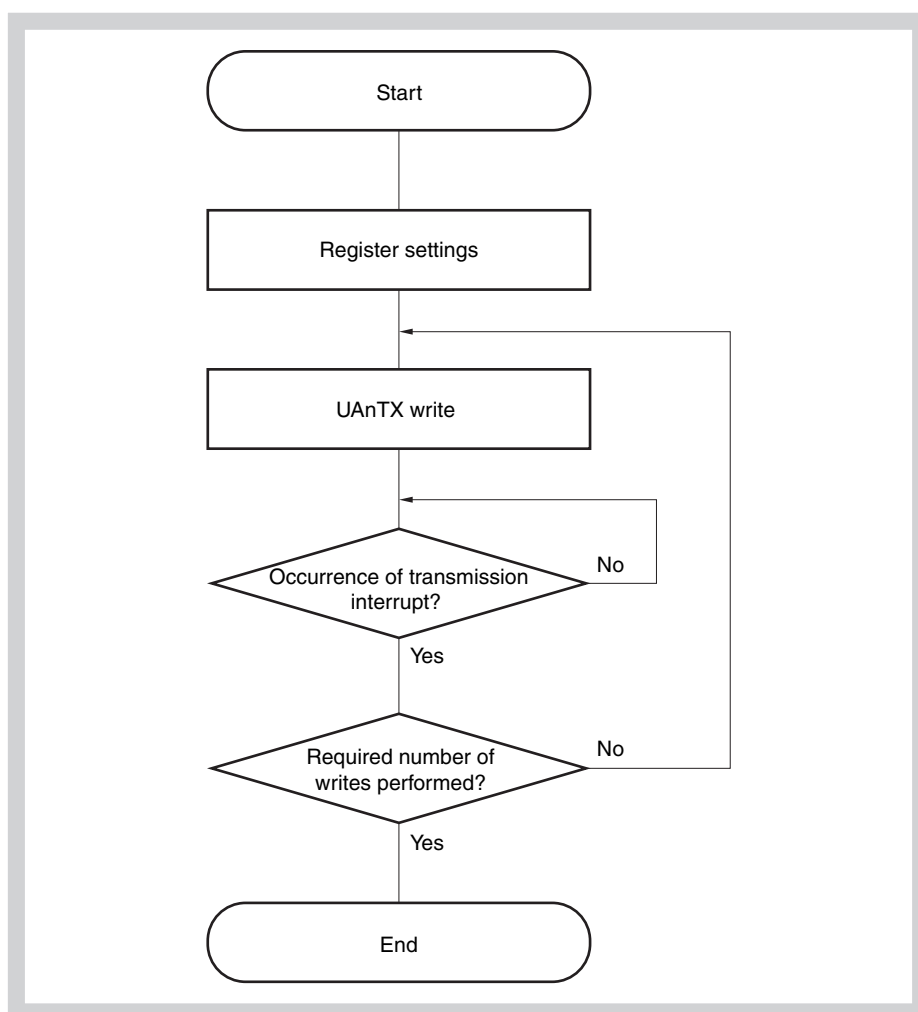 Start
Register settings
UAnTX write
Occurrence of transmission
interrupt?
No
Yes
Required number of
writes performed?
No
Yes
End